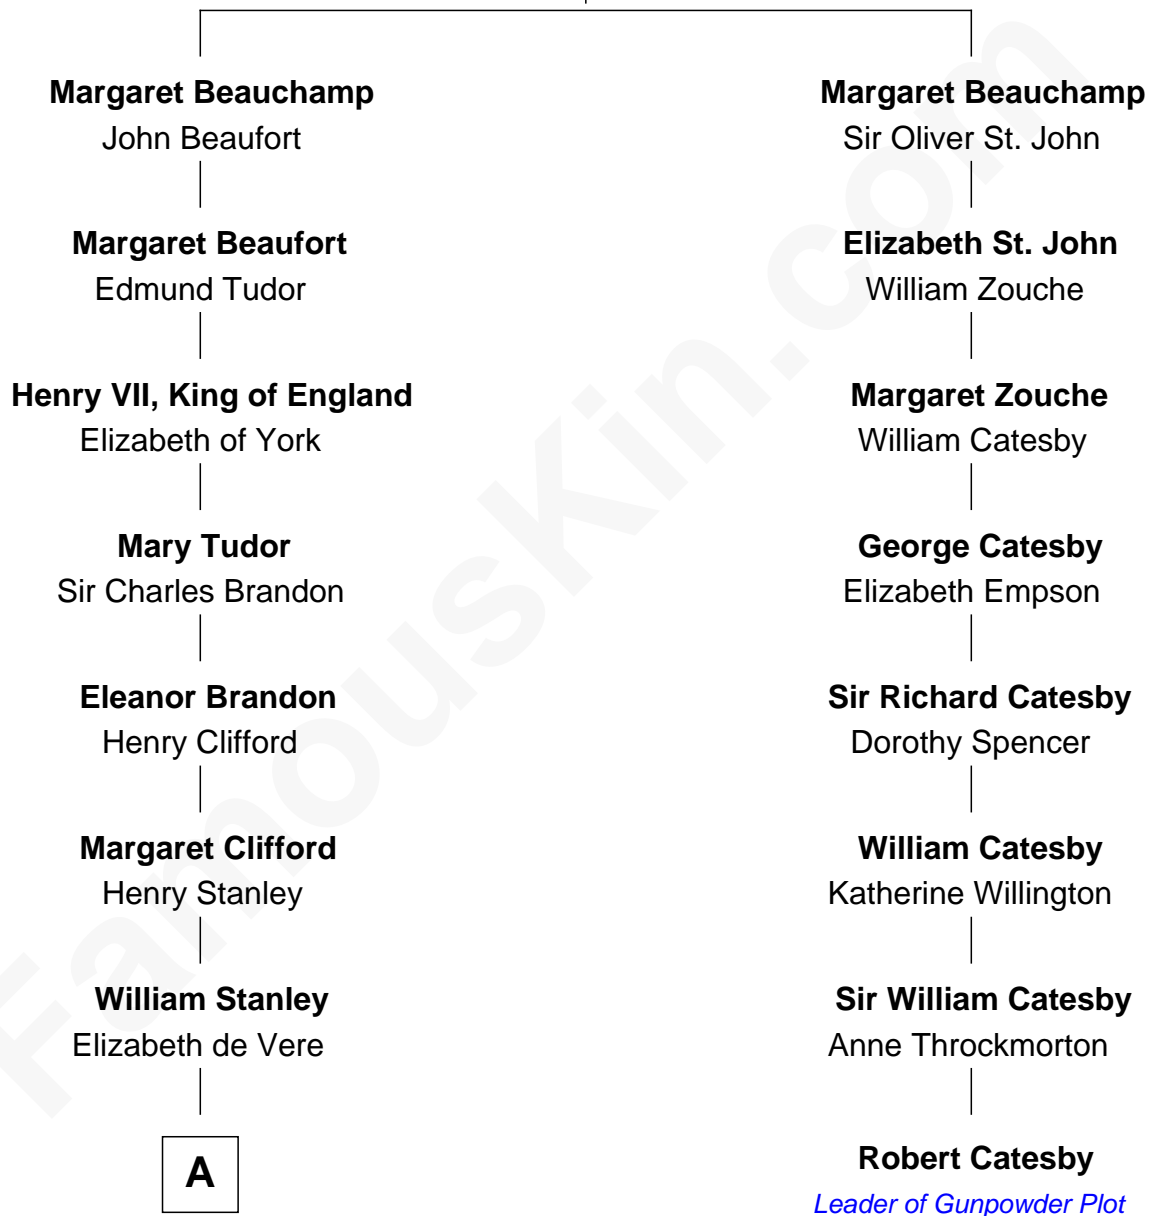 Margaret Beauchamp
John Beaufort
Margaret Beaufort
Edmund Tudor
Henry VII, King of England
Elizabeth of York
Mary Tudor
Sir Charles Brandon
Eleanor Brandon
Henry Clifford
Margaret Clifford
Henry Stanley
William Stanley
Elizabeth de Vere
A
Margaret Beauchamp
Sir Oliver St. John
Elizabeth St. John
William Zouche
Margaret Zouche
William Catesby
George Catesby
Elizabeth Empson
Sir Richard Catesby
Dorothy Spencer
William Catesby
Katherine Willington
Sir William Catesby
Anne Throckmorton
Robert Catesby
Leader of Gunpowder Plot
FamousKin.com